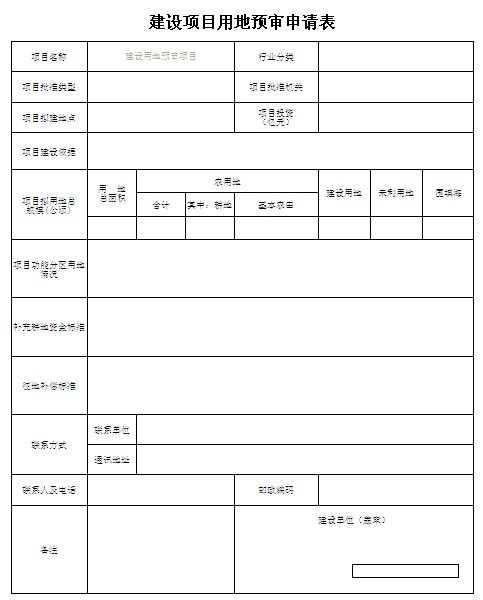 建设项目用地预审申请表
项目名称 建设用地预审项目 行业分类
项目批准类型 项目批准机关
项目拟建地点 项目投资
（亿元）
项目建设依据
项目拟用地总
规模(公顷)
用 地
总面积
农用地
合计 其中：耕地 基本农田
建设用地 未利用地 围填海
项目功能分区用地
情况
补充耕地资金标准
征地补偿标准
联系方式
联系单位
通讯地址
联系人及电话 邮政编码
备注
建设单位（盖章）